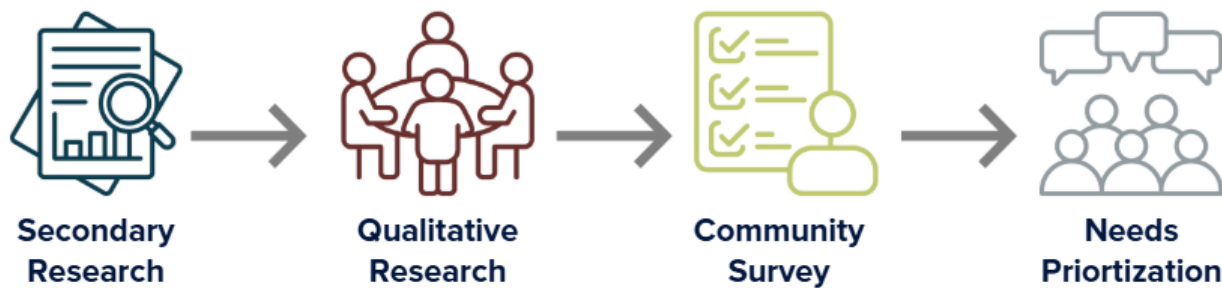 Secondary
Research
Qualitative
Research
Community
Survey
Needs
Priortization